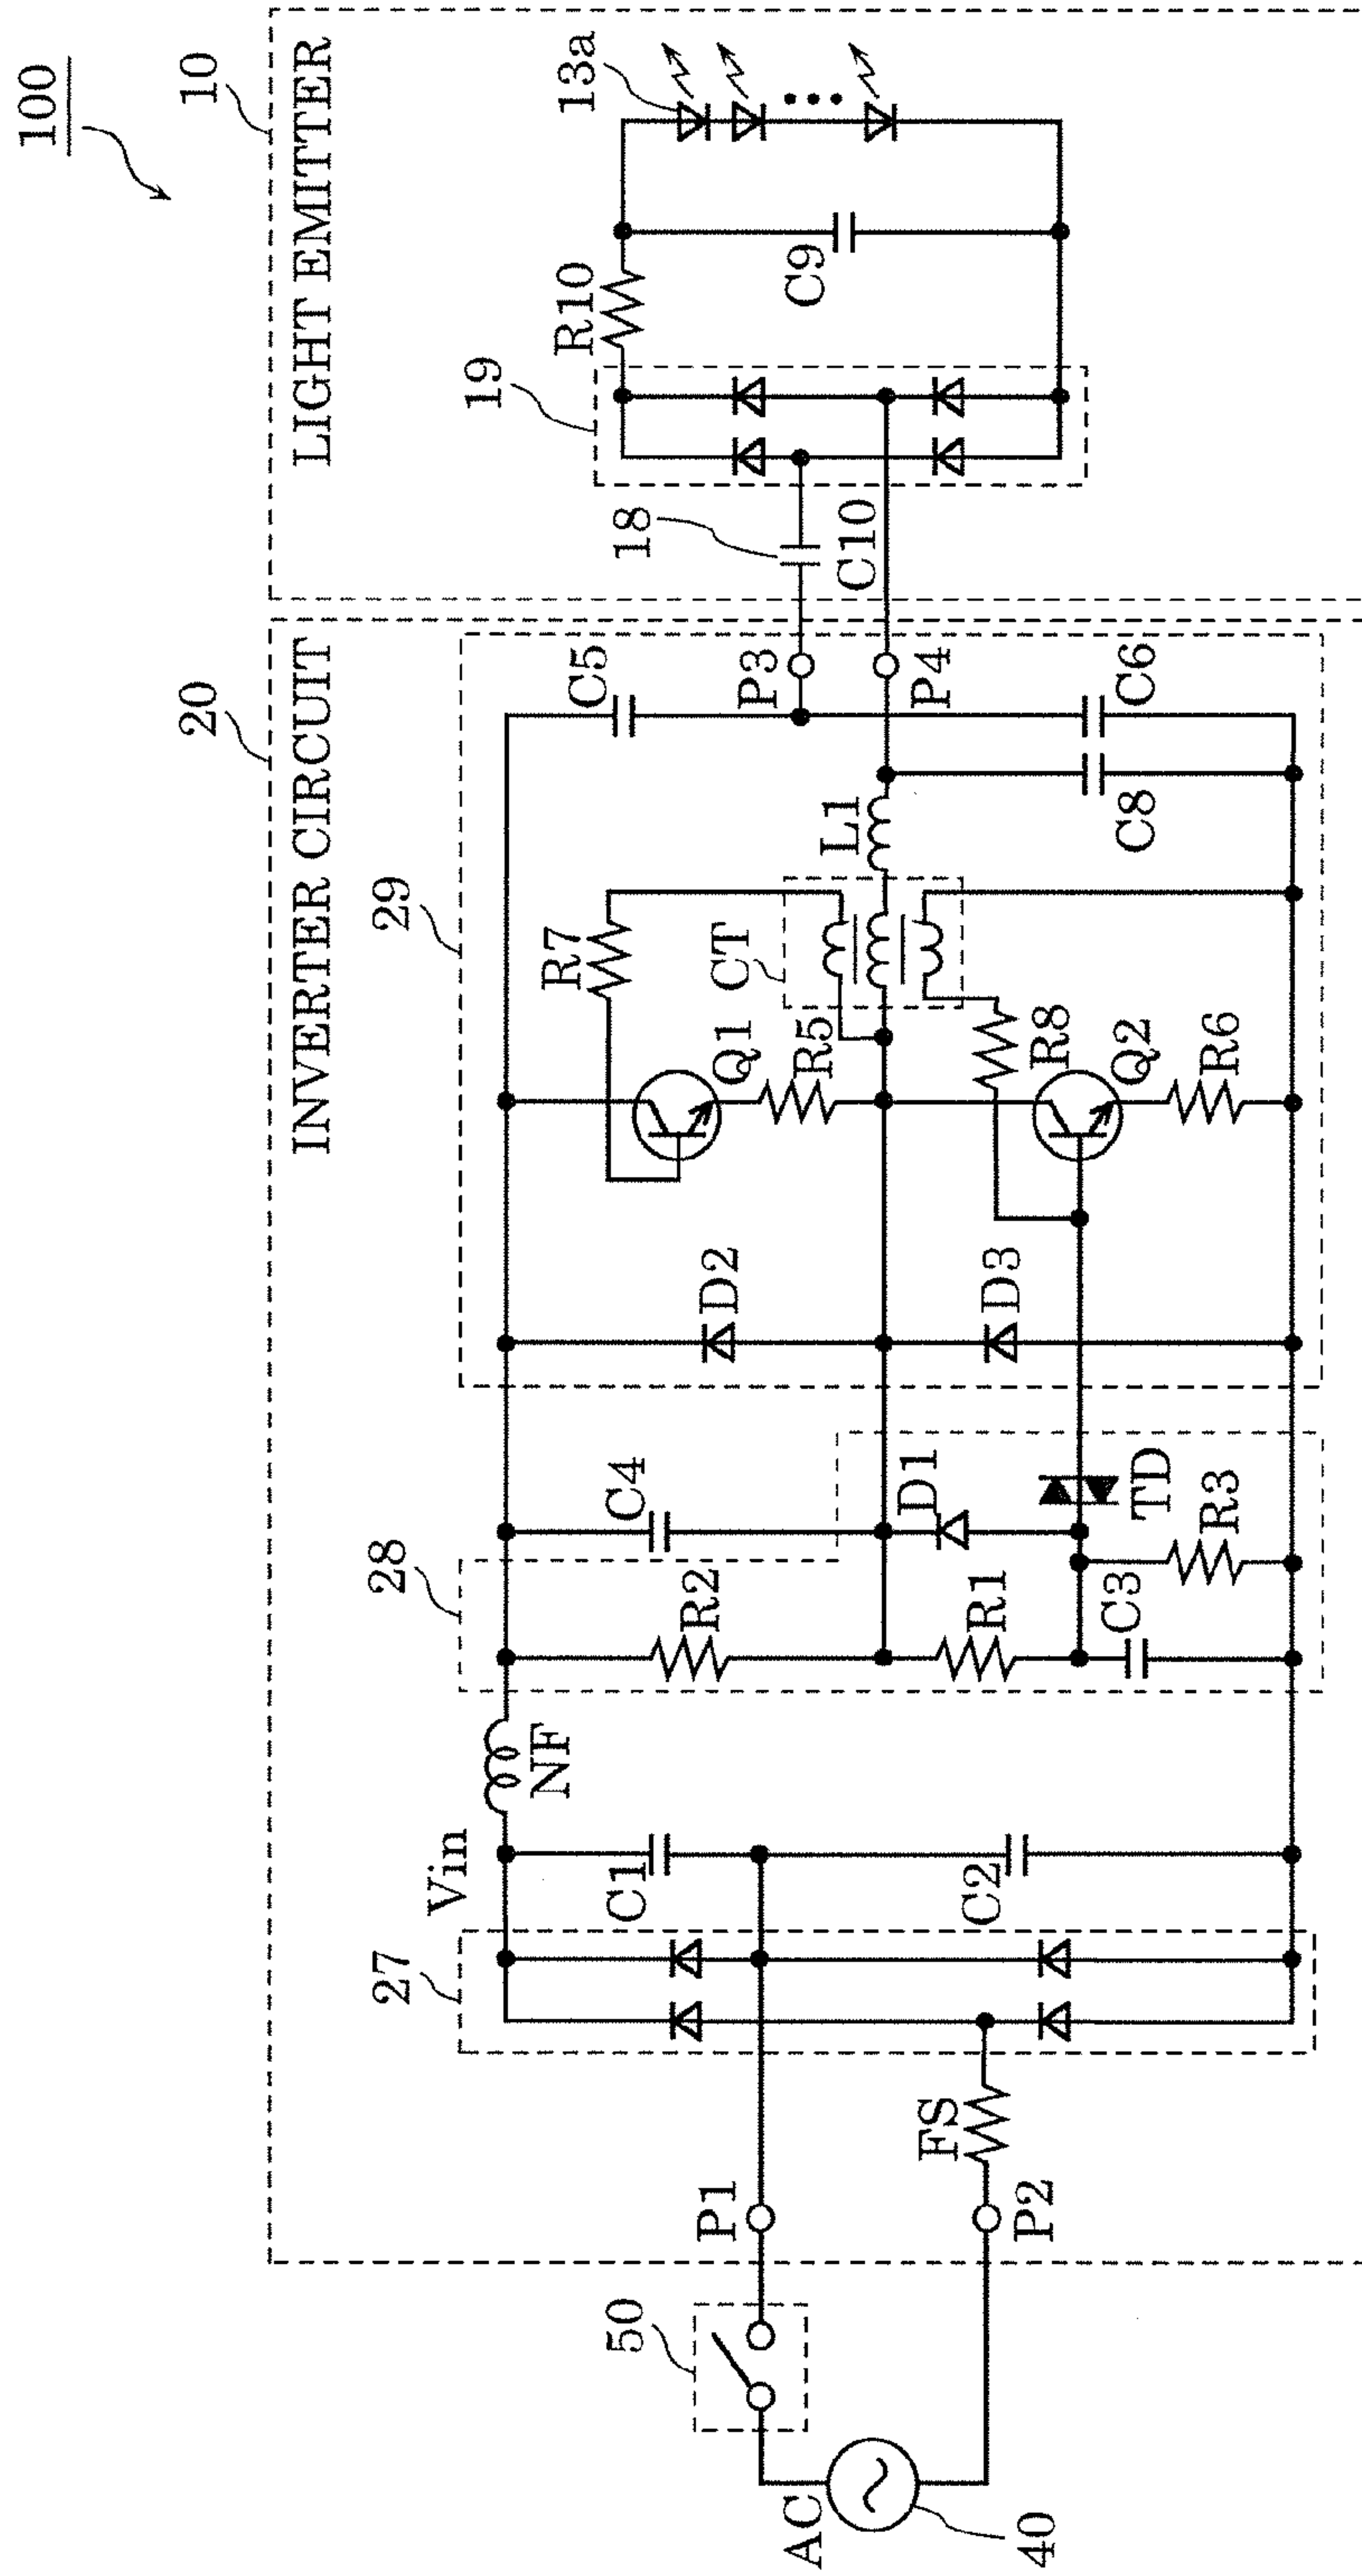 100
10
LIGHT EMITTER
20
INVERTER CIRCUIT
13a
19
R10
C9
18
C10
29
C5
P3
P4
C6
C8
L1
CT
R7
Q1
R5
R8
Q2
R6
D2
D3
28
C4
D1
TD
R3
R2
R1
C3
NF
Vin
27
C1
C2
FS
P1
P2
50
AC
40